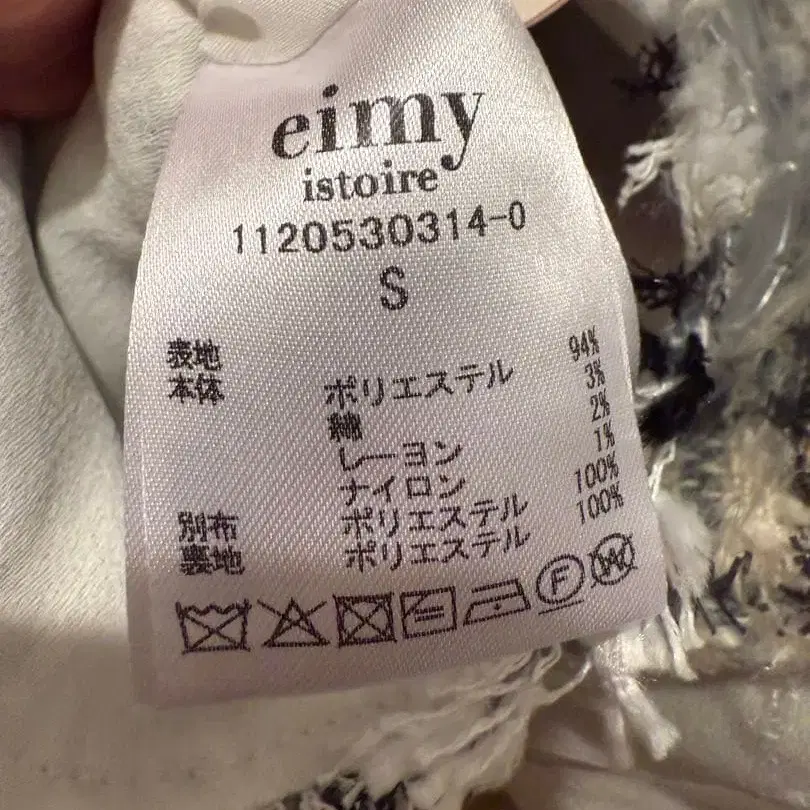 eimy
istoire
1120530314-0
S
表地
本体 ポリエステル 94%
綿 3%
レーヨン 2%
ナイロン 1%
別布 ポリエステル 100%
裏地 ポリエステル 100%
F W